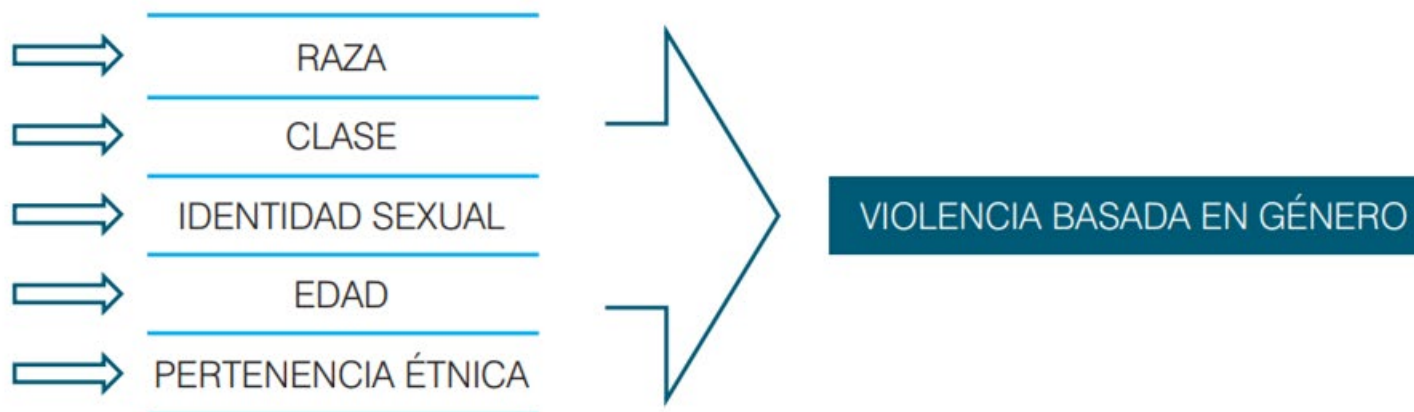 RAZA
CLASE
IDENTIDAD SEXUAL
EDAD
PERTENENCIA ÉTNICA
VIOLENCIA BASADA EN GÉNERO